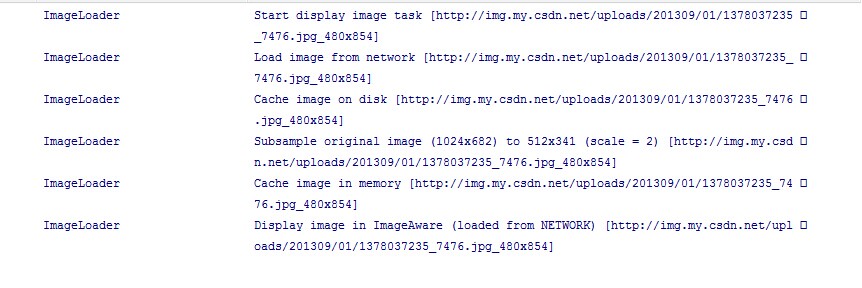 ImageLoader Start display image task [http://img.my.csdn.net/uploads/201309/01/1378037235
_7476.jpg_480x854]
ImageLoader Load image from network [http://img.my.csdn.net/uploads/201309/01/1378037235_
7476.jpg_480x854]
ImageLoader Cache image on disk [http://img.my.csdn.net/uploads/201309/01/1378037235_7476
.jpg_480x854]
ImageLoader Subsample original image (1024x682) to 512x341 (scale = 2) [http://img.my.csd
n.net/uploads/201309/01/1378037235_7476.jpg_480x854]
ImageLoader Cache image in memory [http://img.my.csdn.net/uploads/201309/01/1378037235_74
76.jpg_480x854]
ImageLoader Display image in ImageAware (loaded from NETWORK) [http://img.my.csdn.net/upl
oads/201309/01/1378037235_7476.jpg_480x854]